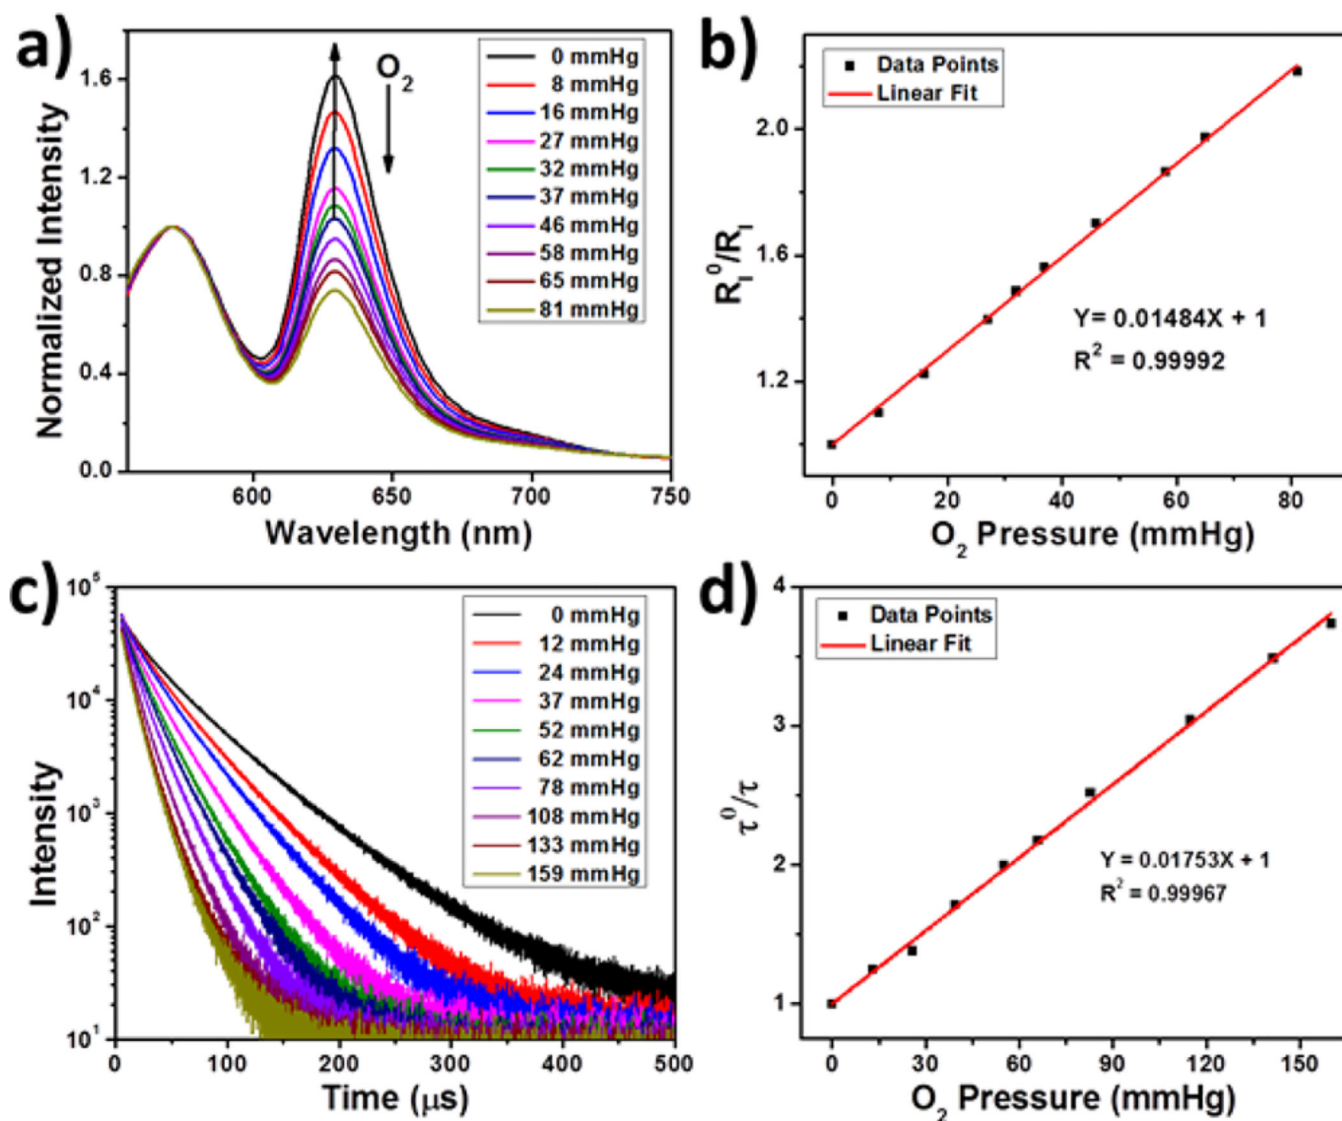 a)
1.6
1.2
0.8
0.4
0.0
Normalized Intensity
O₂
0 mmHg
8 mmHg
16 mmHg
27 mmHg
32 mmHg
37 mmHg
46 mmHg
58 mmHg
65 mmHg
81 mmHg
600 650 700 750
Wavelength (nm)
b)
Data Points
Linear Fit
2.0
1.6
1.2
R_I⁰/R_I
Y= 0.01484X + 1
R² = 0.99992
0 20 40 60 80
O₂ Pressure (mmHg)
c)
10⁵
10⁴
10³
10²
10¹
Intensity
0 mmHg
12 mmHg
24 mmHg
37 mmHg
52 mmHg
62 mmHg
78 mmHg
108 mmHg
133 mmHg
159 mmHg
0 100 200 300 400 500
Time (μs)
d)
Data Points
Linear Fit
4
3
2
1
τ⁰/τ
Y = 0.01753X + 1
R² = 0.99967
0 30 60 90 120 150
O₂ Pressure (mmHg)